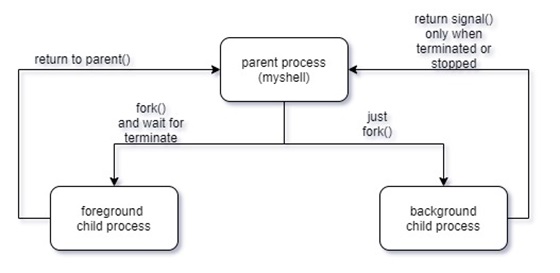 return signal()
only when
terminated or
stopped
return to parent()
parent process
(myshell)
fork()
and wait for
terminate
just
fork()
foreground
child process
background
child process